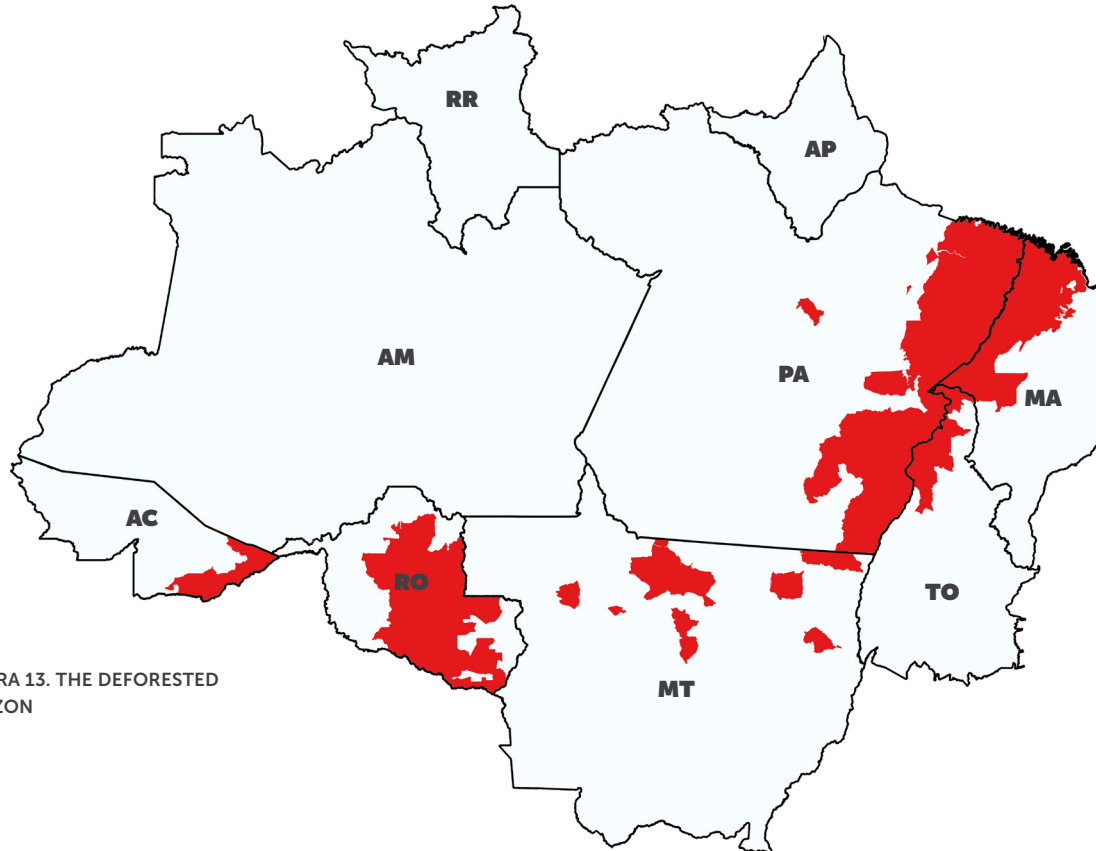 RR
AP
AM
PA
MA
AC
RO
TO
RA 13. THE DEFORESTED
ZON
MT